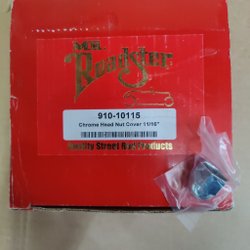 MR.
Roadster
910-10115
Chrome Head Nut Cover 11/16"
Quality Street Rod Products